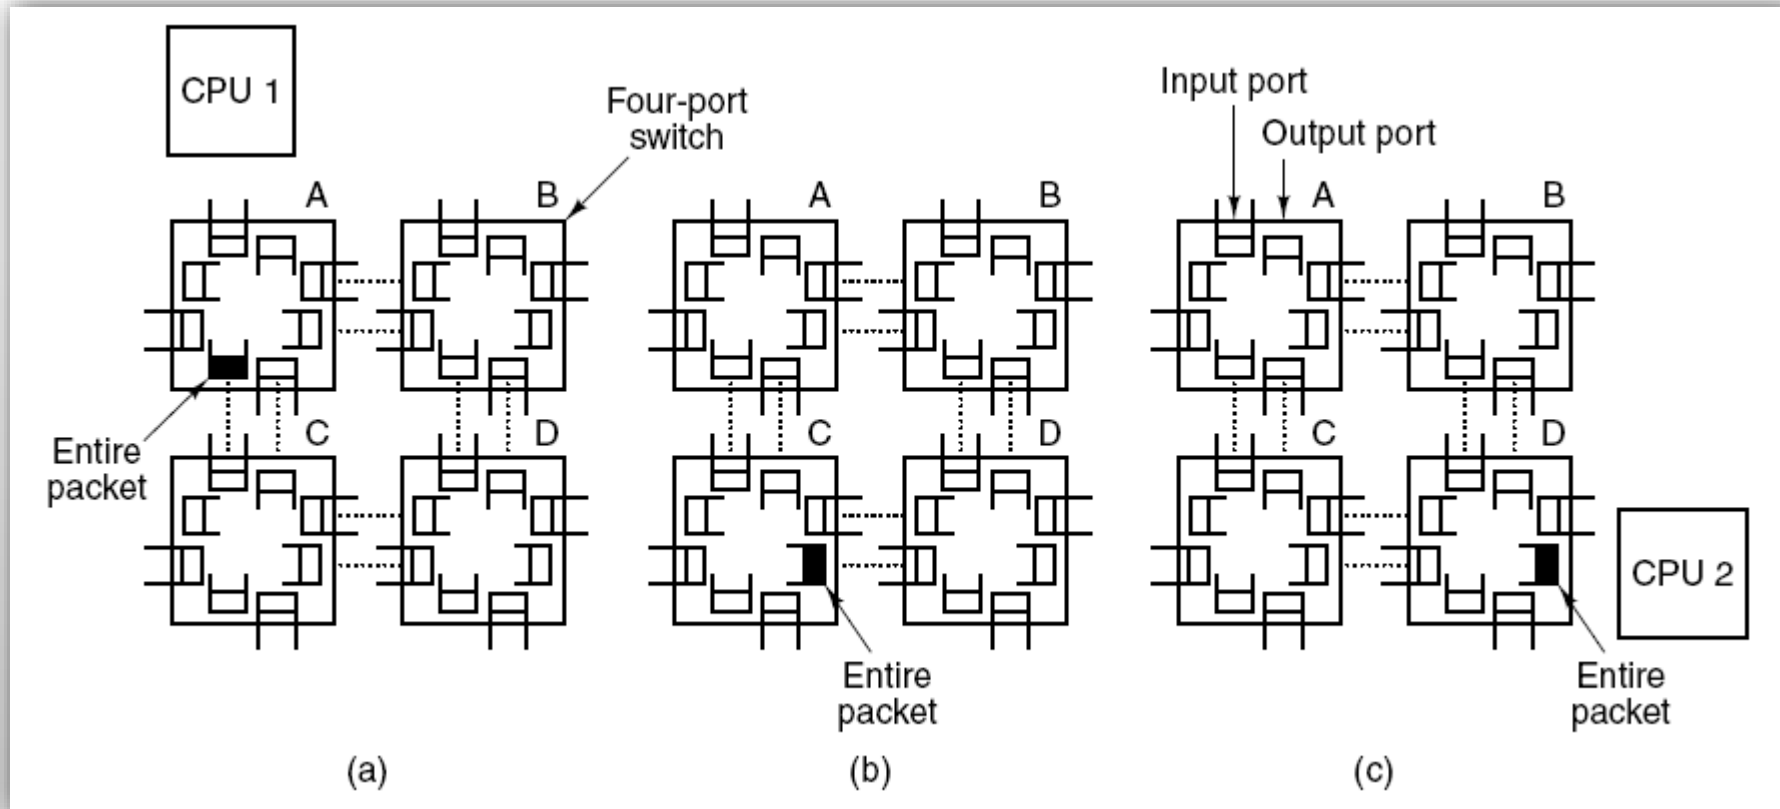 CPU 1
Four-port
switch
Input port
Output port
A
B
A
B
A
B
Entire
packet
C
D
C
D
C
D
CPU 2
Entire
packet
Entire
packet
(a)
(b)
(c)